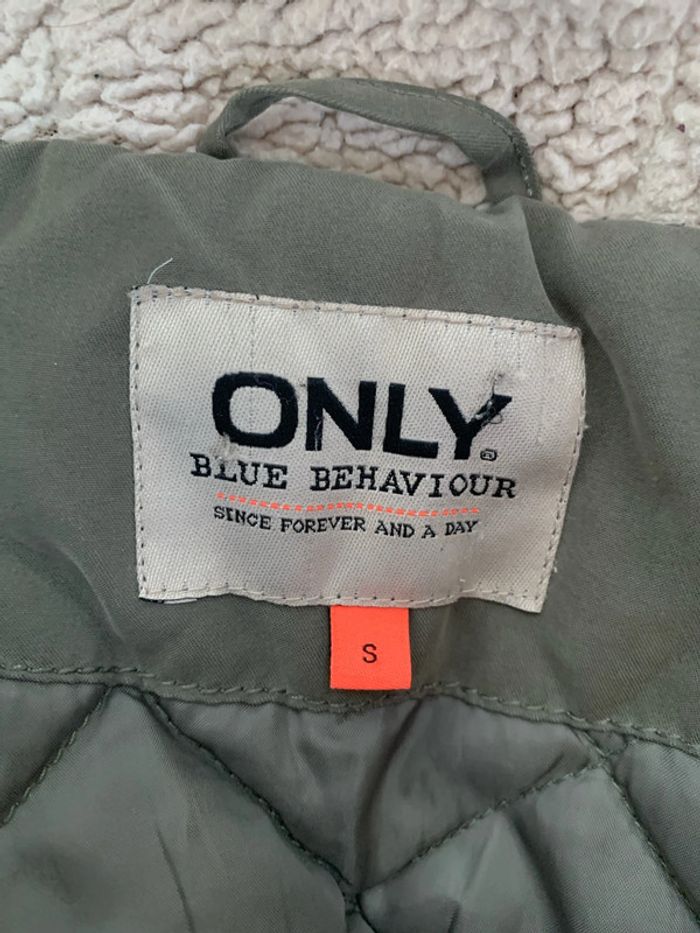 ONLY®
BLUE BEHAVIOUR
SINCE FOREVER AND A DAY
S